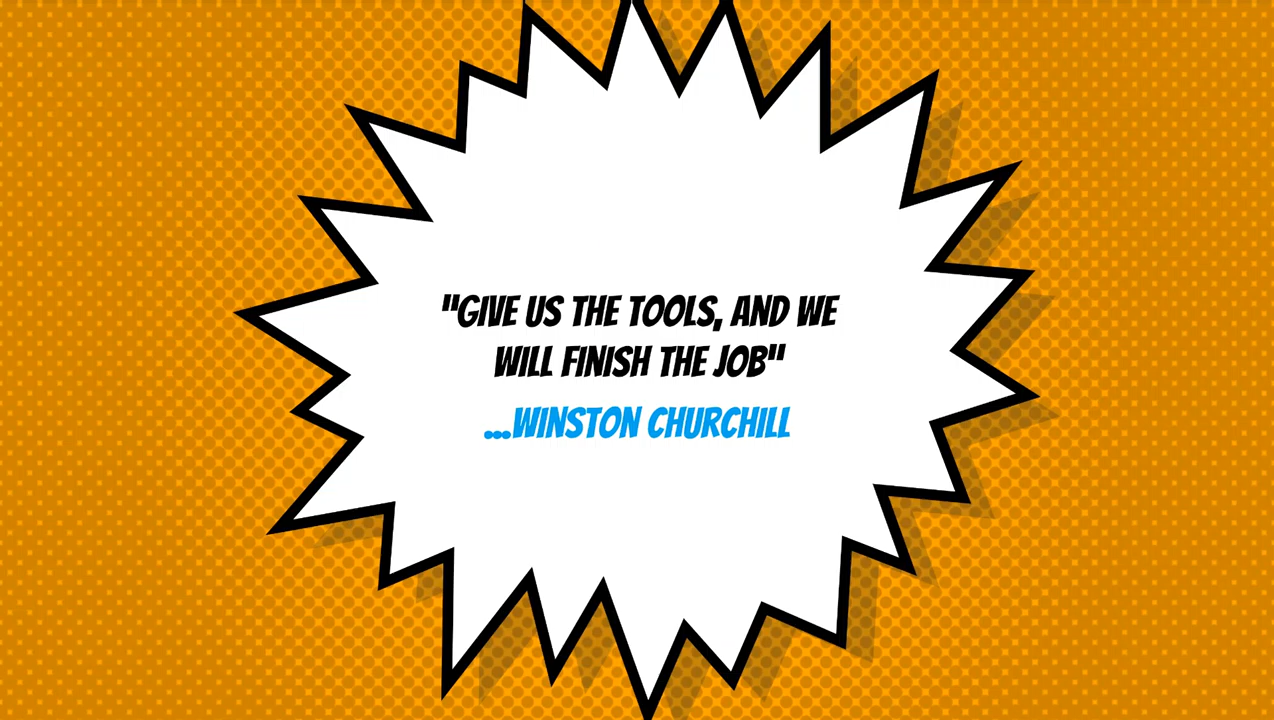 "GIVE US THE TOOLS, AND WE
WILL FINISH THE JOB"
...WINSTON CHURCHILL